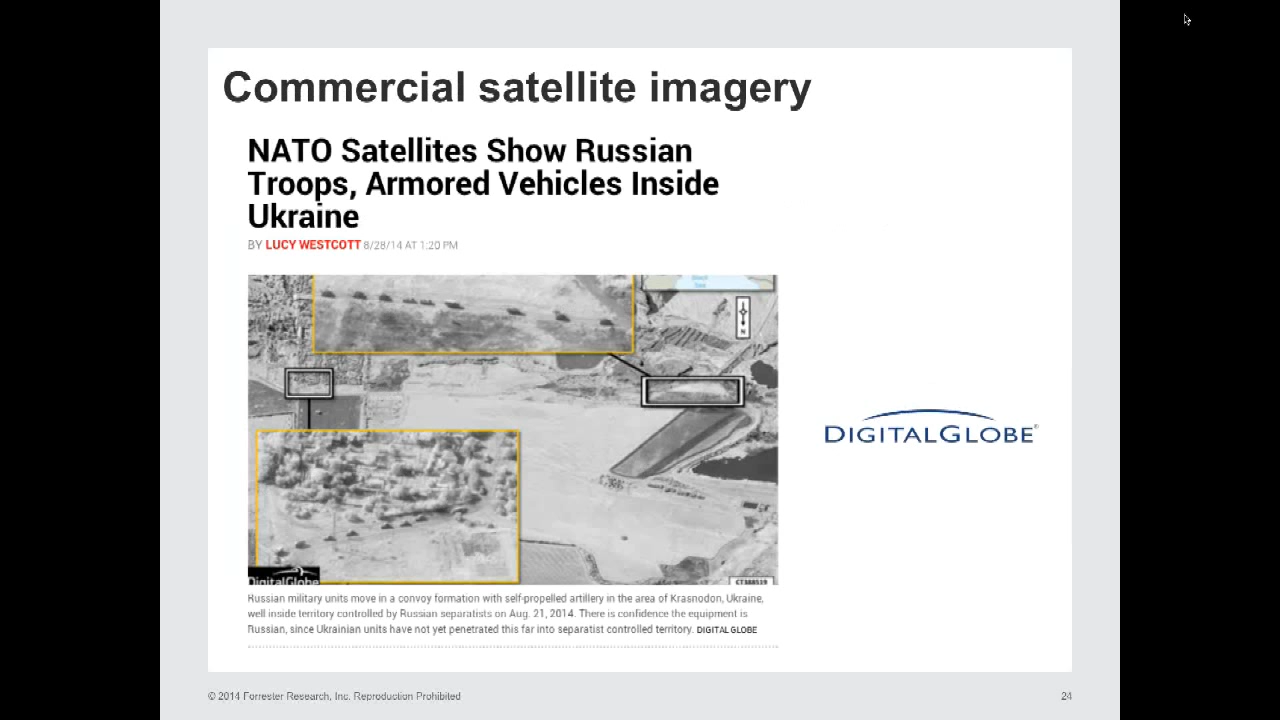 Commercial satellite imagery
NATO Satellites Show Russian
Troops, Armored Vehicles Inside
Ukraine
BY LUCY WESTCOTT 8/28/14 AT 1:20 PM
N
DIGITALGLOBE®
DigitalGlobe
Russian military units move in a convoy formation with self-propelled artillery in the area of Krasnodon, Ukraine,
well inside territory controlled by Russian separatists on Aug. 21, 2014. There is confidence the equipment is
Russian, since Ukrainian units have not yet penetrated this far into separatist controlled territory. DIGITAL GLOBE
© 2014 Forrester Research, Inc. Reproduction Prohibited
24